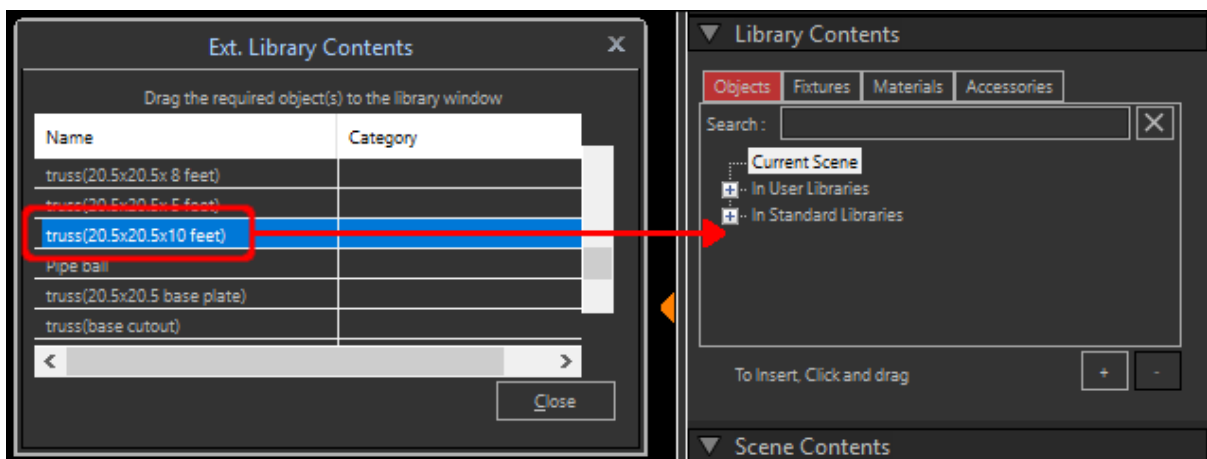 Ext. Library Contents
X
Drag the required object(s) to the library window
Name Category
truss(20.5x20.5x 8 feet)
truss(20.5x20.5x 5 feet)
truss(20.5x20.5x10 feet)
Pipe ball
truss(20.5x20.5 base plate)
truss(base cutout)
Close
Library Contents
Objects Fixtures Materials Accessories
Search :
Current Scene
In User Libraries
In Standard Libraries
To Insert, Click and drag
+ -
Scene Contents